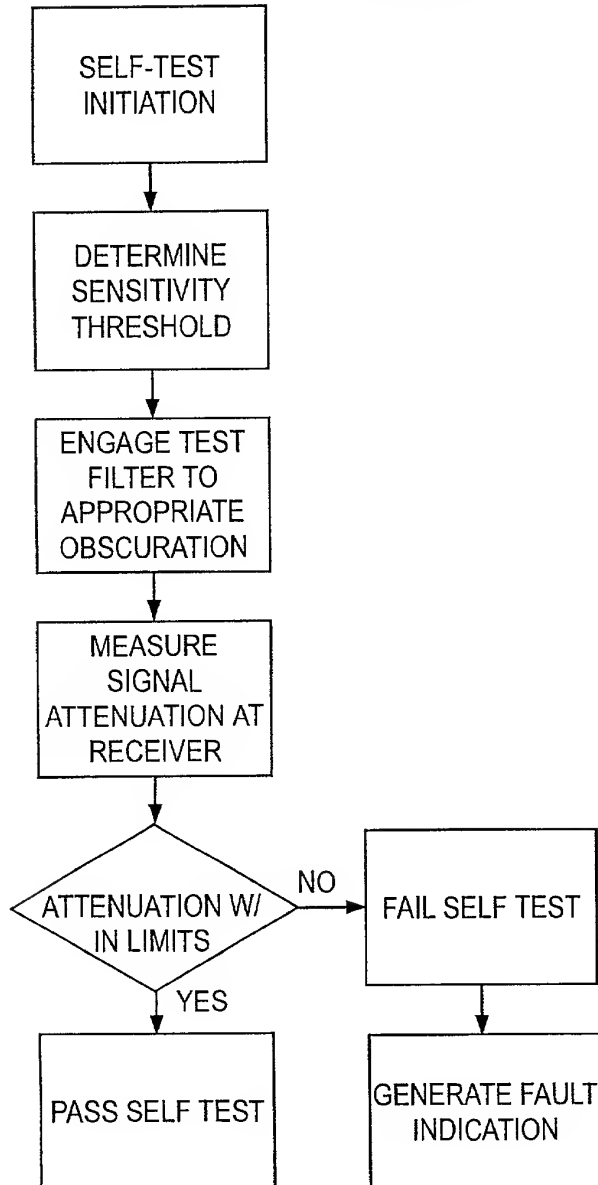 SELF-TEST
INITIATION
DETERMINE
SENSITIVITY
THRESHOLD
ENGAGE TEST
FILTER TO
APPROPRIATE
OBSCURATION
MEASURE
SIGNAL
ATTENUATION AT
RECEIVER
ATTENUATION W/
IN LIMITS
NO
FAIL SELF TEST
YES
PASS SELF TEST
GENERATE FAULT
INDICATION